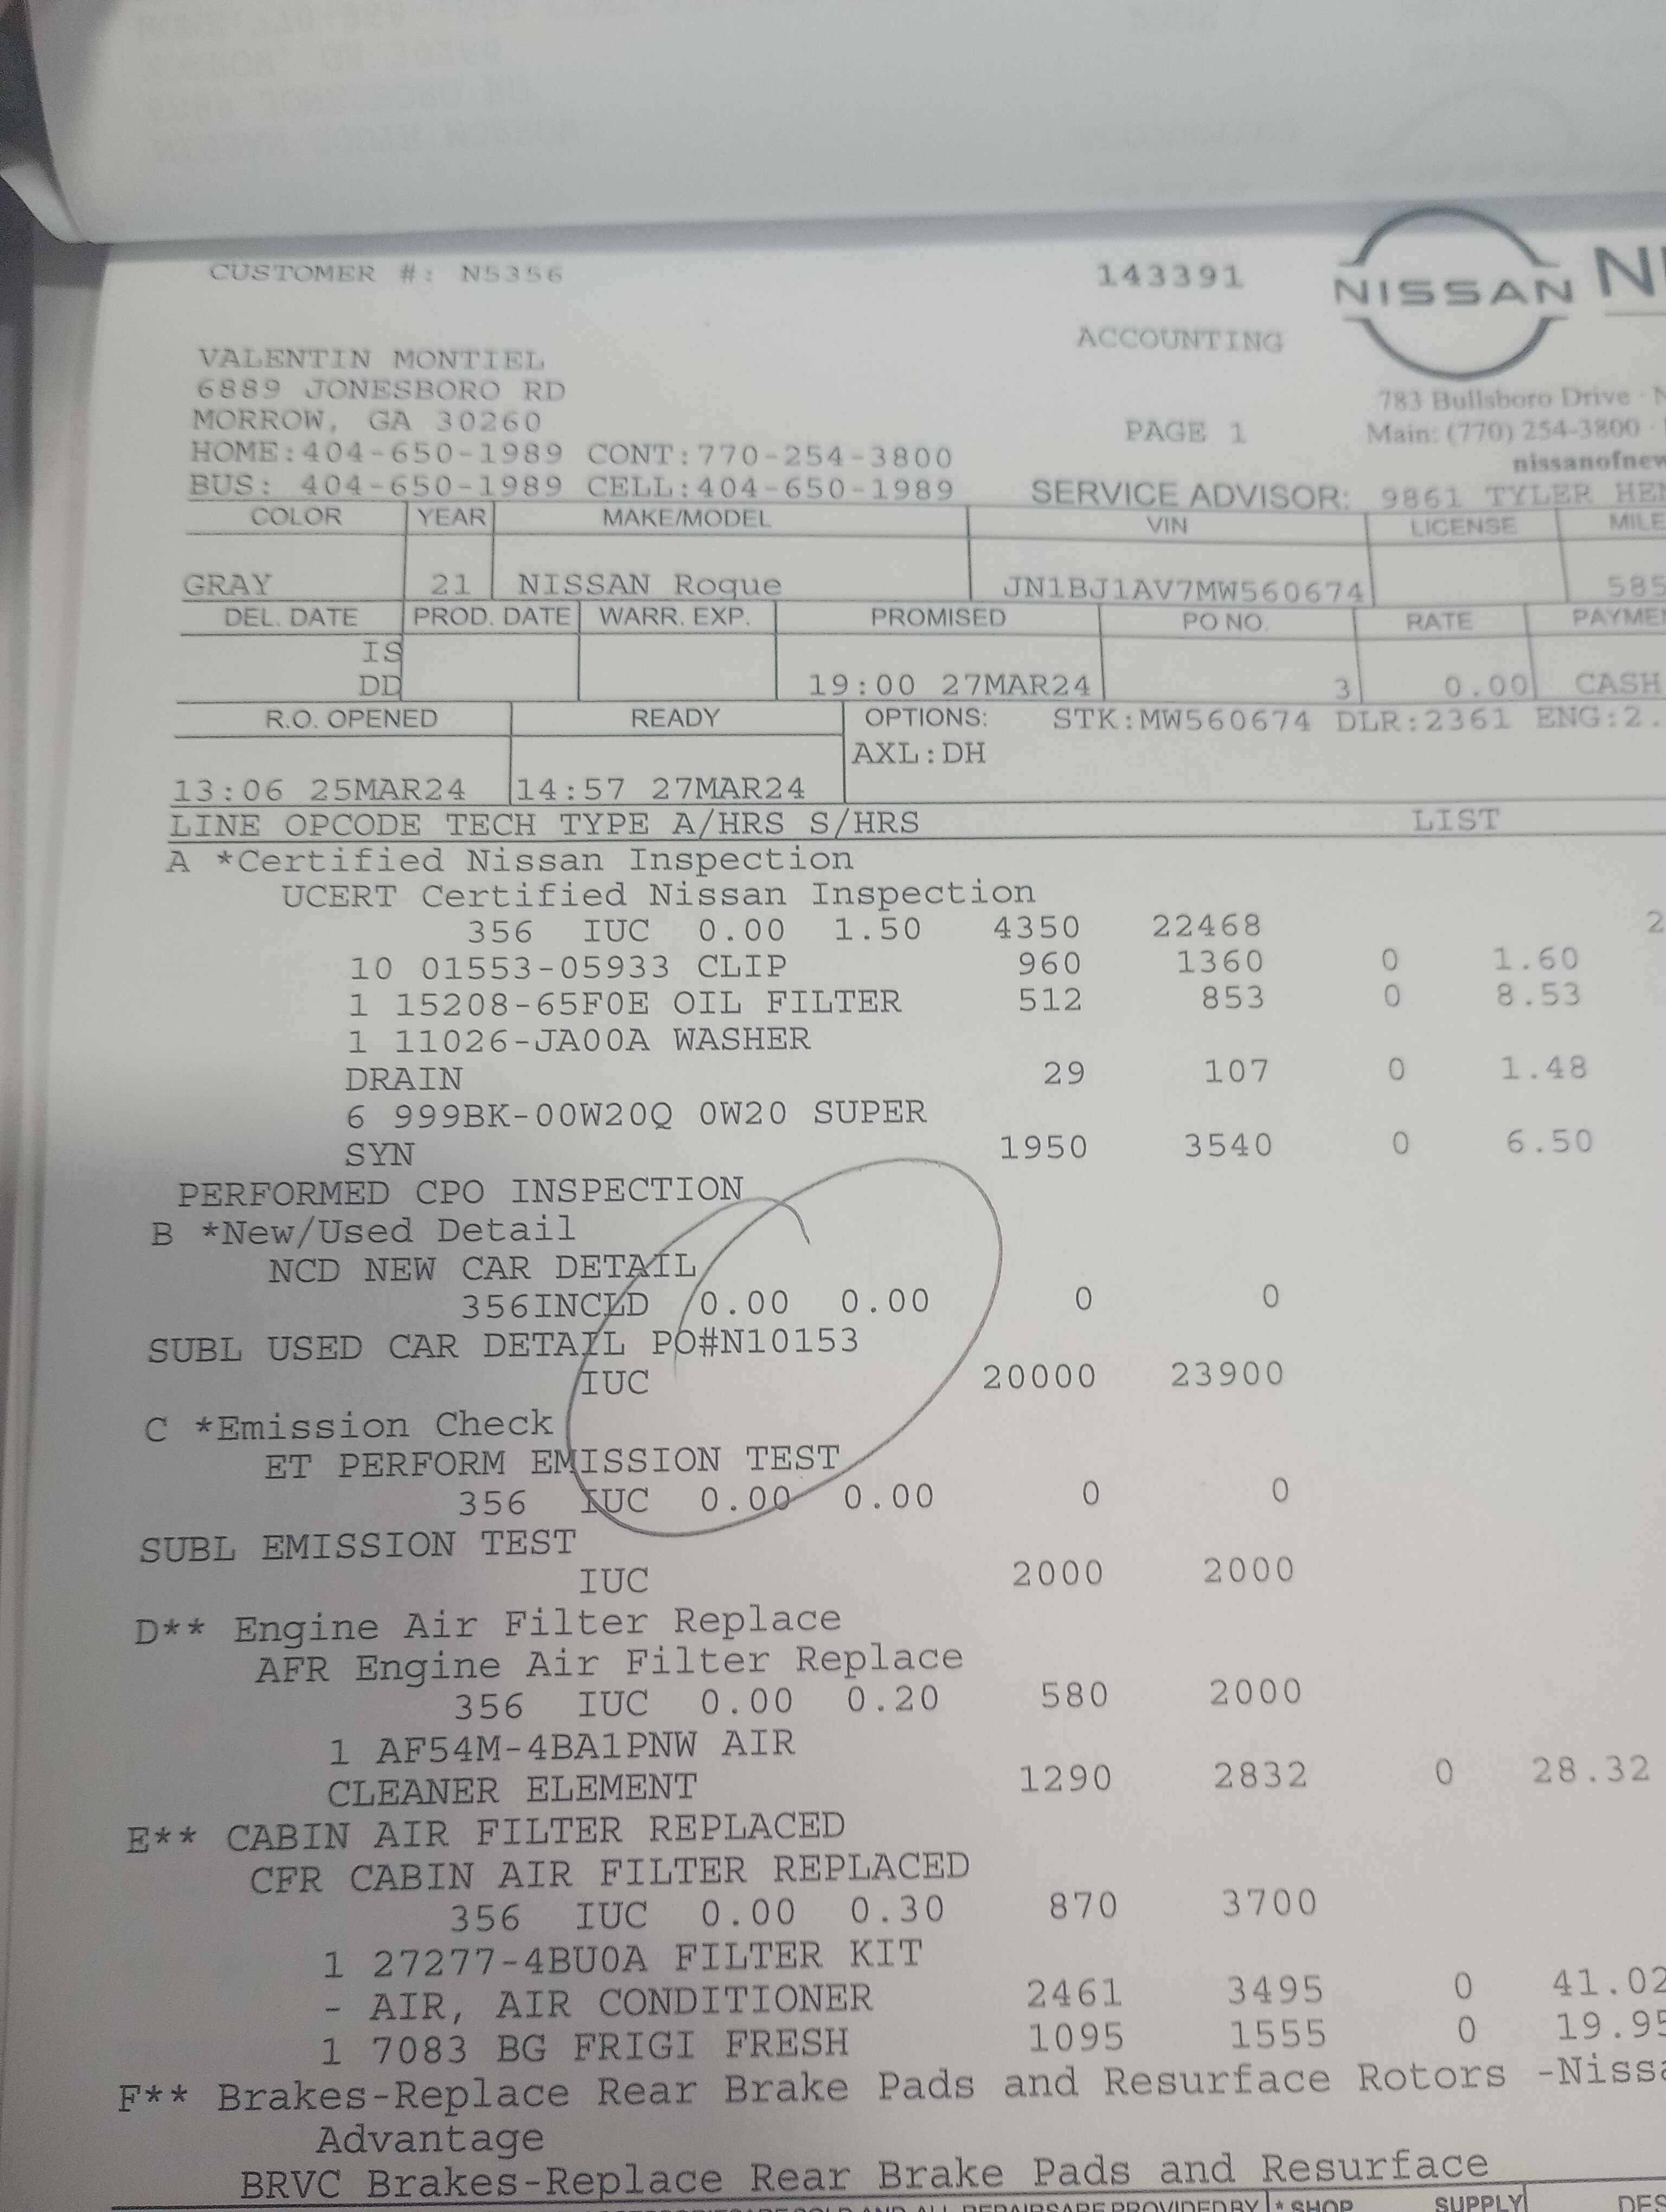 CUSTOMER #: N5356
143391
NISSAN
ACCOUNTING
VALENTIN MONTIEL
6889 JONESBORO RD
MORROW, GA 30260
783 Bullsboro Drive ·
PAGE 1
Main: (770) 254-3800 ·
HOME:404-650-1989 CONT:770-254-3800
BUS: 404-650-1989 CELL:404-650-1989
SERVICE ADVISOR: 9861 TYLER
COLOR YEAR MAKE/MODEL VIN LICENSE
GRAY 21 NISSAN Rogue JN1BJ1AV7MW560674 585
DEL. DATE PROD. DATE WARR. EXP. PROMISED PO NO. RATE
IS
DD
19:00 27MAR24 3 0.00 CASH
R.O. OPENED READY OPTIONS: STK:MW560674 DLR:2361 ENG:2.
AXL:DH
13:06 25MAR24 14:57 27MAR24
LINE OPCODE TECH TYPE A/HRS S/HRS LIST
A *Certified Nissan Inspection
UCERT Certified Nissan Inspection
356 IUC 0.00 1.50 4350 22468 2
10 01553-05933 CLIP 960 1360 0 1.60
1 15208-65F0E OIL FILTER 512 853 0 8.53
1 11026-JA00A WASHER
DRAIN 29 107 0 1.48
6 999BK-00W20Q 0W20 SUPER
SYN 1950 3540 0 6.50
PERFORMED CPO INSPECTION
B *New/Used Detail
NCD NEW CAR DETAIL
356INCLD 0.00 0.00 0 0
SUBL USED CAR DETAIL PO#N10153
IUC 20000 23900
C *Emission Check
ET PERFORM EMISSION TEST
356 IUC 0.00 0.00 0 0
SUBL EMISSION TEST
IUC 2000 2000
D** Engine Air Filter Replace
AFR Engine Air Filter Replace
356 IUC 0.00 0.20 580 2000
1 AF54M-4BA1PNW AIR
CLEANER ELEMENT 1290 2832 0 28.32
E** CABIN AIR FILTER REPLACED
CFR CABIN AIR FILTER REPLACED
356 IUC 0.00 0.30 870 3700
1 27277-4BU0A FILTER KIT
- AIR, AIR CONDITIONER 2461 3495 0 41.02
1 7083 BG FRIGI FRESH 1095 1555 0 19.95
F** Brakes-Replace Rear Brake Pads and Resurface Rotors
Advantage
BRVC Brakes-Replace Rear Brake Pads and Resurface
* SHOP SUPPLY